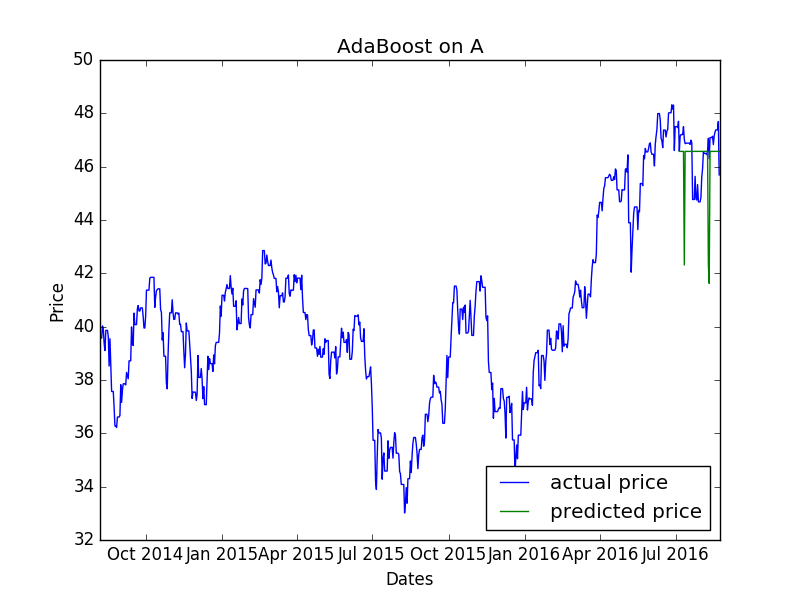 AdaBoost on A
Price
50
48
46
44
42
40
38
36
34
32
actual price
predicted price
Oct 2014 Jan 2015 Apr 2015 Jul 2015 Oct 2015 Jan 2016 Apr 2016 Jul 2016
Dates